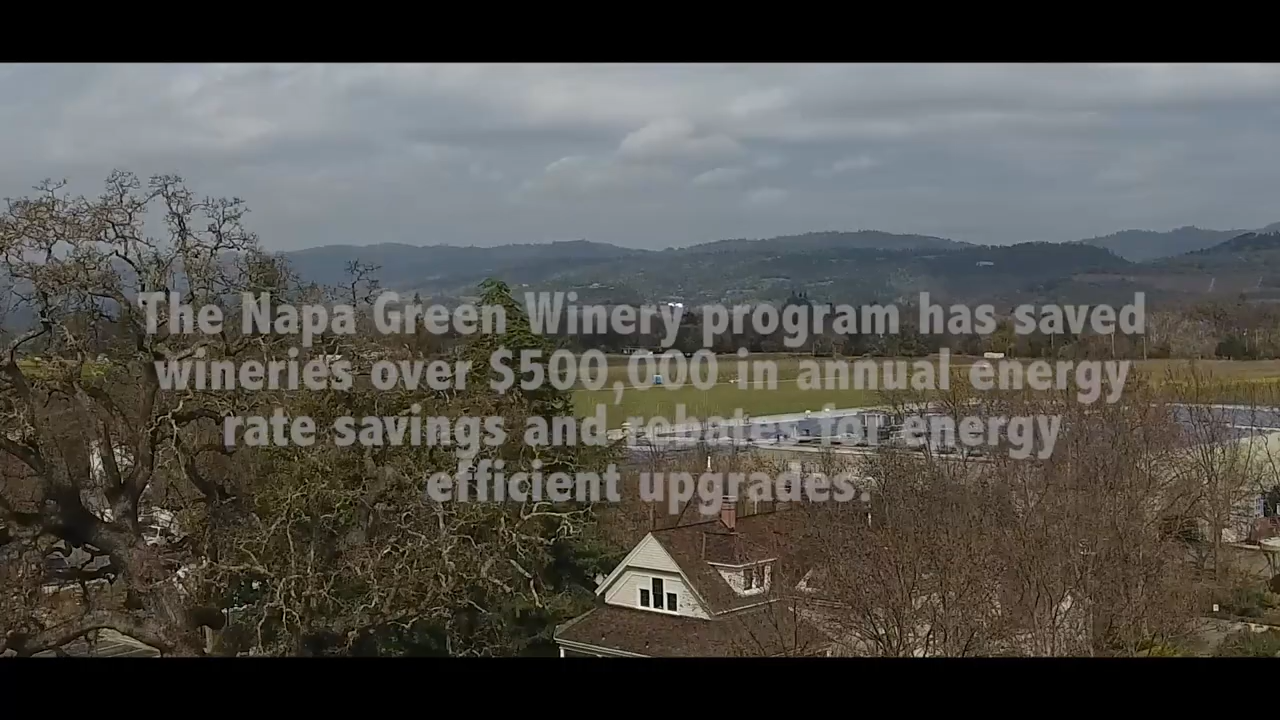 The Napa Green Winery program has saved
wineries over $500,000 in annual energy
rate savings and rebates for energy
efficient upgrades.